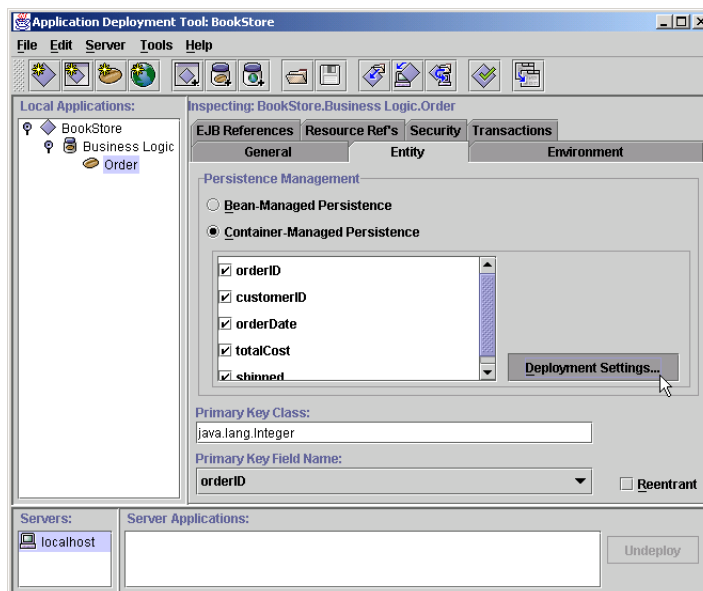 Application Deployment Tool: BookStore
File Edit Server Tools Help
Local Applications:
BookStore
Business Logic
Order
Inspecting: BookStore.Business Logic.Order
EJB References Resource Ref's Security Transactions
General Entity Environment
Persistence Management
Bean-Managed Persistence
Container-Managed Persistence
orderID
customerID
orderDate
totalCost
shipped
Deployment Settings...
Primary Key Class:
java.lang.Integer
Primary Key Field Name:
orderID
Reentrant
Servers:
localhost
Server Applications:
Undeploy